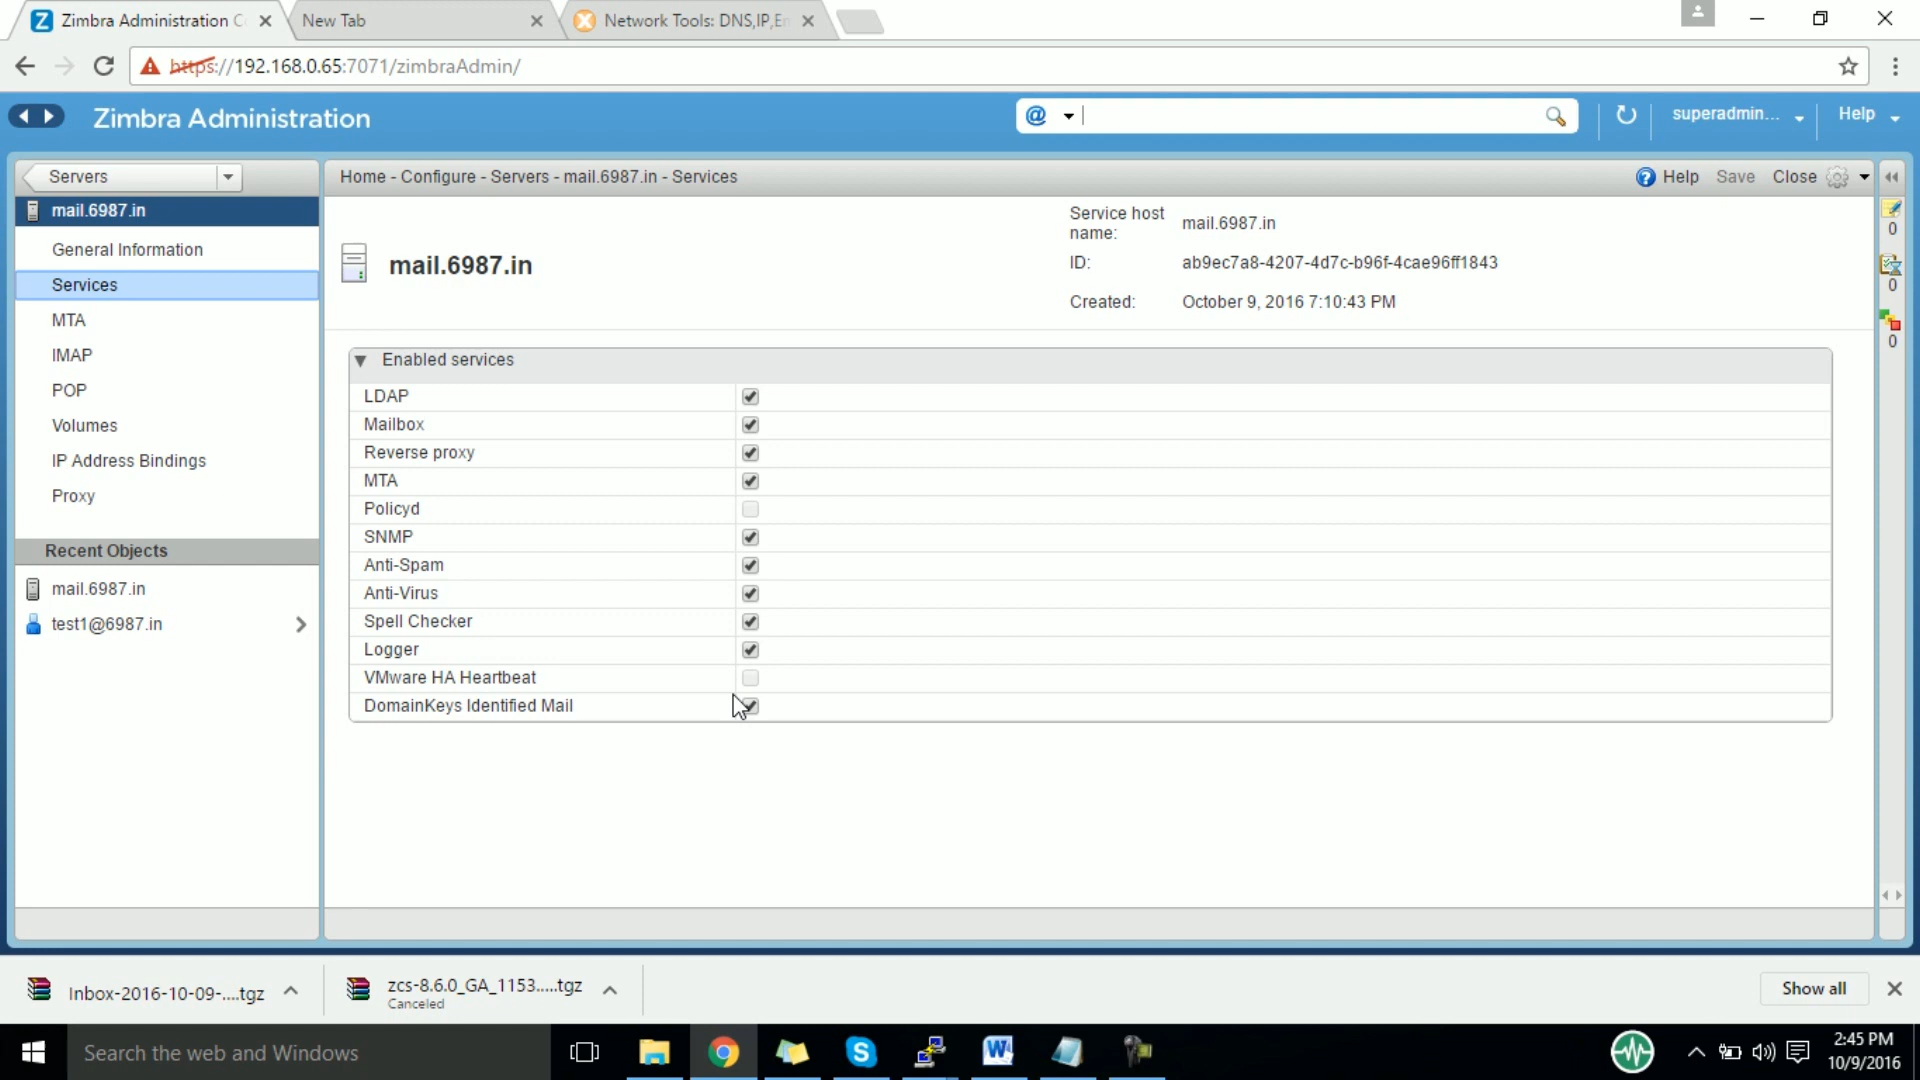 Zimbra Administration C
New Tab
Network Tools: DNS,IP,E
https://192.168.0.65:7071/zimbraAdmin/
Zimbra Administration
@
superadmin...
Help
Servers
Home - Configure - Servers - mail.6987.in - Services
Help
Save
Close
mail.6987.in
General Information
Services
MTA
IMAP
POP
Volumes
IP Address Bindings
Proxy
Recent Objects
mail.6987.in
test1@6987.in
mail.6987.in
Service host
name:
mail.6987.in
ID:
ab9ec7a8-4207-4d7c-b96f-4cae96ff1843
Created:
October 9, 2016 7:10:43 PM
Enabled services
LDAP
Mailbox
Reverse proxy
MTA
Policyd
SNMP
Anti-Spam
Anti-Virus
Spell Checker
Logger
VMware HA Heartbeat
DomainKeys Identified Mail
0
0
0
Inbox-2016-10-09-....tgz
zcs-8.6.0_GA_1153.....tgz
Canceled
Show all
Search the web and Windows
2:45 PM
10/9/2016